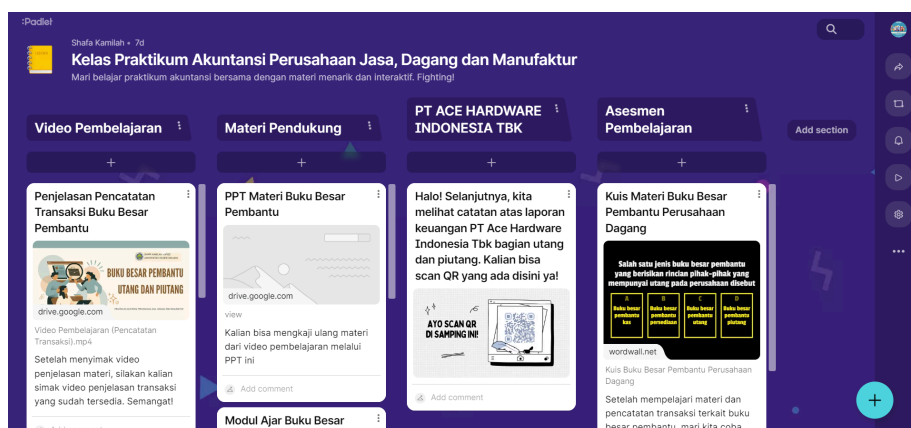 :Padlet
Shafa Kamilah • 7d
Kelas Praktikum Akuntansi Perusahaan Jasa, Dagang dan Manufaktur
Mari belajar praktikum akuntansi bersama dengan materi menarik dan interaktif. Fighting!
Video Pembelajaran
Penjelasan Pencatatan
Transaksi Buku Besar
Pembantu
BUKU BESAR PEMBANTU
UTANG DAN PIUTANG
drive.google.com
Video Pembelajaran (Pencatatan
Transaksi).mp4
Setelah menyimak video
penjelasan materi, silakan kalian
simak video penjelasan transaksi
yang sudah tersedia. Semangat!
Materi Pendukung
PPT Materi Buku Besar
Pembantu
drive.google.com
view
Kalian bisa mengkaji ulang materi
dari video pembelajaran melalui
PPT ini
Add comment
Modul Ajar Buku Besar
PT ACE HARDWARE
INDONESIA TBK
Halo! Selanjutnya, kita
melihat catatan atas laporan
keuangan PT Ace Hardware
Indonesia Tbk bagian utang
dan piutang. Kalian bisa
scan QR yang ada disini ya!
AYO SCAN QR
DI SAMPING INI!
Add comment
Asesmen
Pembelajaran
Kuis Materi Buku Besar
Pembantu Perusahaan
Dagang
Salah satu jenis buku besar pembantu
yang berisikan rincian pihak-pihak yang
mempunyai utang pada perusahaan disebut
A
Buku besar
pembantu
kas
B
Buku besar
pembantu
persediaan
C
Buku besar
pembantu
utang
D
Buku besar
pembantu
piutang
wordwall.net
Kuis Buku Besar Pembantu Perusahaan
Dagang
Setelah mempelajari materi dan
pencatatan transaksi terkait buku
besar pembantu, mari kita coba
Add section